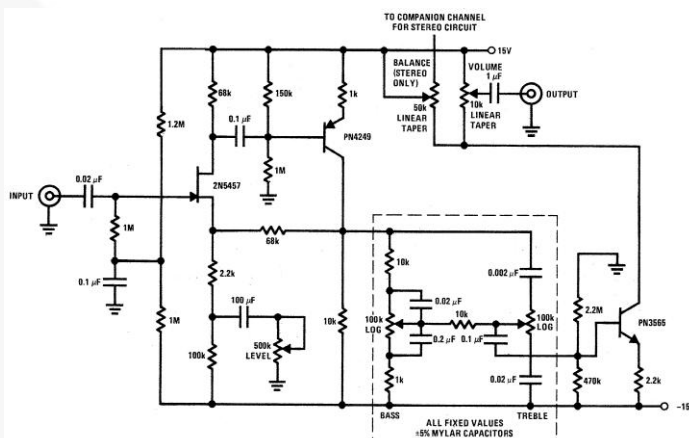 TO COMPANION CHANNEL
FOR STEREO CIRCUIT
15V
BALANCE
(STEREO
ONLY)
VOLUME
1 μF
OUTPUT
50k
LINEAR
TAPER
10k
LINEAR
TAPER
68k
150k
1k
1.2M
0.1 μF
PN4249
1M
INPUT
0.02 μF
2N5457
1M
68k
0.1 μF
2.2k
10k
0.002 μF
100 μF
0.02 μF
100k
LOG
10k
100k
LOG
2.2M
PN3565
1M
500k
LEVEL
10k
0.2 μF
0.1 μF
100k
1k
0.02 μF
470k
2.2k
BASS
TREBLE
-15
ALL FIXED VALUES
±5% MYLAR CAPACITORS